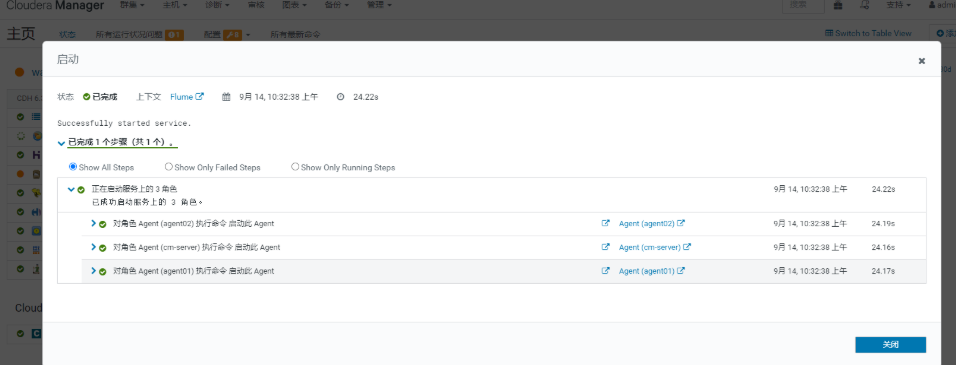 Cloudera Manager 群集 主机 诊断 审核 图表 备份 管理 搜索 支持 admi
主页 状态 所有运行状况问题 1 配置 所有最新命令 Switch to Table View
启动
状态 已完成 上下文 Flume 9月 14, 10:32:38 上午 24.22s
Successfully started service.
已完成 1 个步骤（共 1 个）。
Show All Steps Show Only Failed Steps Show Only Running Steps
正在启动服务上的 3 角色 9月 14, 10:32:38 上午 24.22s
已成功启动服务上的 3 角色。
对角色 Agent (agent02) 执行命令 启动此 Agent Agent (agent02) 9月 14, 10:32:38 上午 24.19s
对角色 Agent (cm-server) 执行命令 启动此 Agent Agent (cm-server) 9月 14, 10:32:38 上午 24.16s
对角色 Agent (agent01) 执行命令 启动此 Agent Agent (agent01) 9月 14, 10:32:38 上午 24.17s
Cloud
关闭